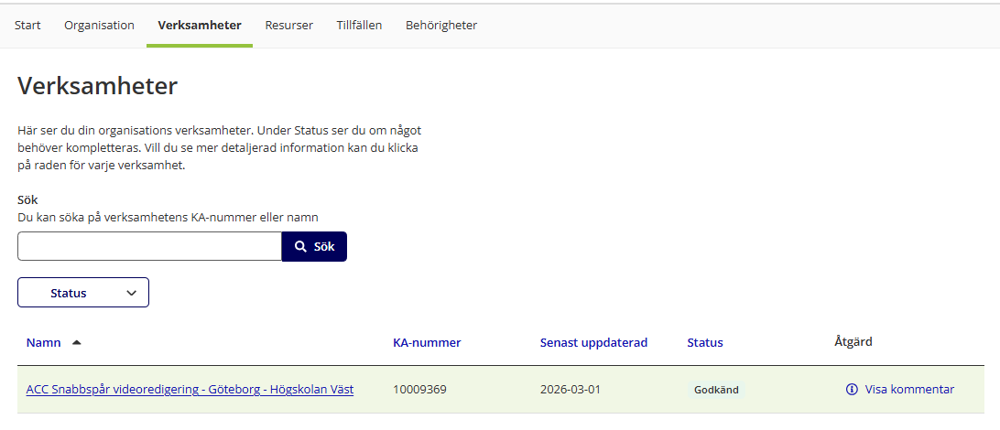 Start Organisation Verksamheter Resurser Tillfällen Behörigheter
Verksamheter
Här ser du din organisations verksamheter. Under Status ser du om något
behöver kompletteras. Vill du se mer detaljerad information kan du klicka
på raden för varje verksamhet.
Sök
Du kan söka på verksamhetens KA-nummer eller namn
Sök
Status
Namn KA-nummer Senast uppdaterad Status Åtgärd
ACC Snabbspår videoredigering - Göteborg - Högskolan Väst 10009369 2026-03-01 Godkänd Visa kommentar